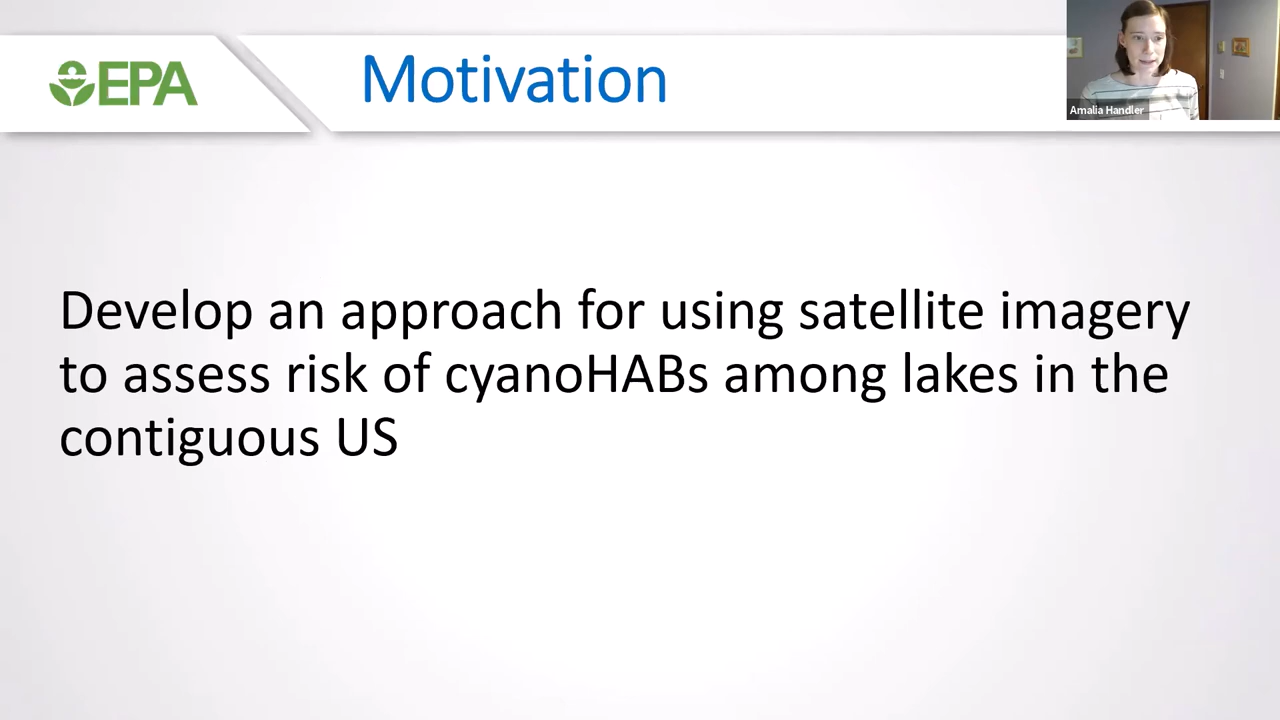 EPA
Motivation
Amalia Handler
Develop an approach for using satellite imagery
to assess risk of cyanoHABs among lakes in the
contiguous US